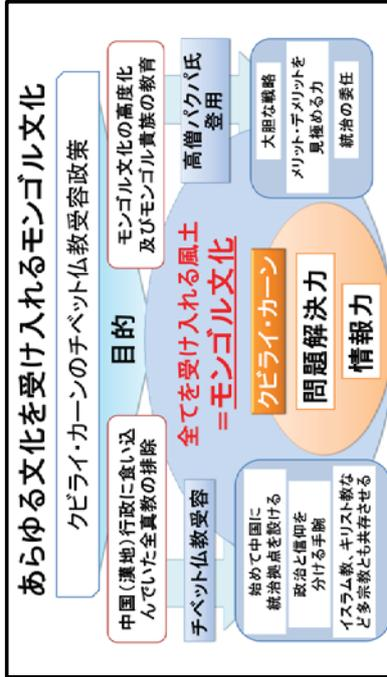 あらゆる文化を受け入れるモンゴル文化
クビライ・カーンのチベット仏教受容政策
目的
中国(漢地)行政に食い込
んでいた全真教の排除
モンゴル文化の高度化
及びモンゴル貴族の教育
チベット仏教受容
全てを受け入れる風土
=モンゴル文化
高僧パクパ氏
登用
始めて中国に
統治拠点を設ける
政治と信仰を
分ける手腕
イスラム教、キリスト教な
ど多宗教とも共存させる
クビライ・カーン
問題解決力
情報力
大胆な戦略
メリット・デメリットを
見極める力
統治の委任